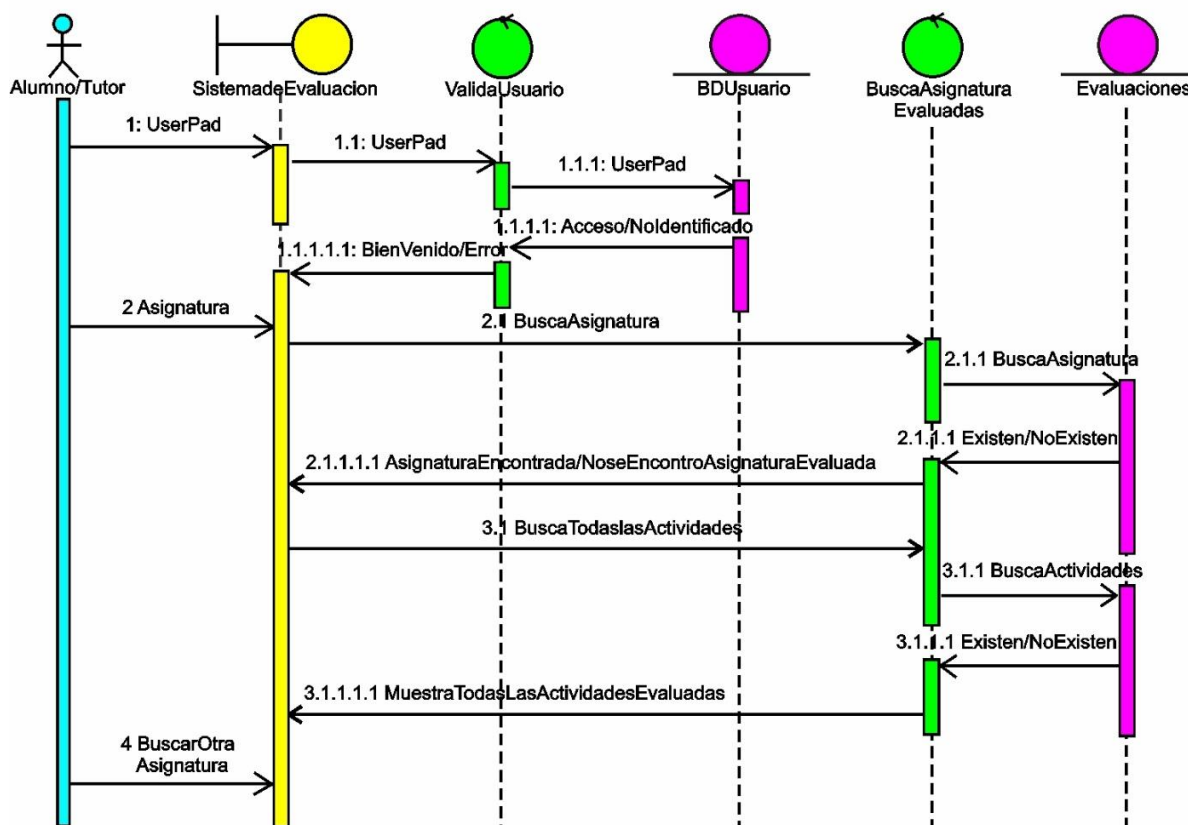 Alumno/Tutor
SistemadeEvaluacion
ValidaUsuario
BDUsuario
BuscaAsignatura
Evaluadas
Evaluaciones
1: UserPad
1.1: UserPad
1.1.1: UserPad
1.1.1.1: Acceso/NoIdentificado
1.1.1.1.1: BienVenido/Error
2 Asignatura
2.1 BuscaAsignatura
2.1.1 BuscaAsignatura
2.1.1.1 Existen/NoExisten
2.1.1.1.1 AsignaturaEncontrada/NoseEncontroAsignaturaEvaluada
3.1 BuscaTodaslasActividades
3.1.1 BuscaActividades
3.1.1.1 Existen/NoExisten
3.1.1.1.1 MuestraTodasLasActividadesEvaluadas
4 BuscarOtra
Asignatura